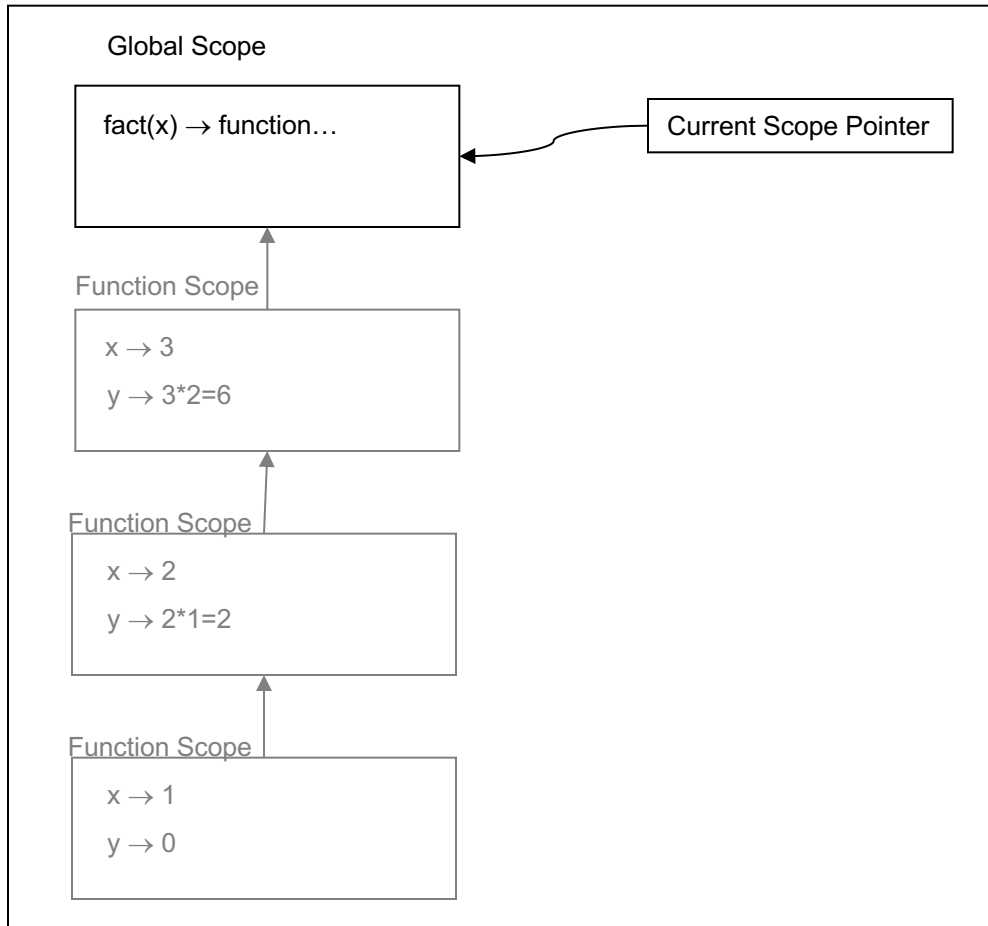 Global Scope
fact(x) → function…
Current Scope Pointer
Function Scope
x → 3
y → 3*2=6
Function Scope
x → 2
y → 2*1=2
Function Scope
x → 1
y → 0